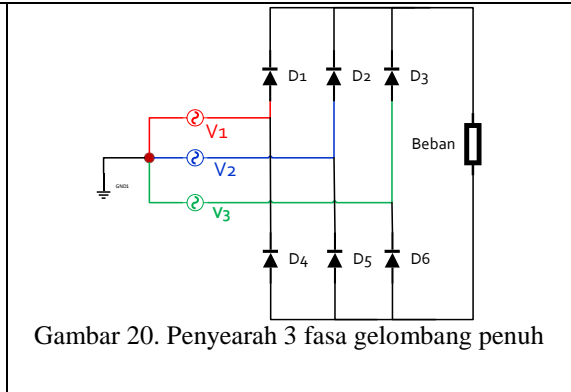 D1
D2
D3
V1
V2
V3
GND1
Beban
D4
D5
D6
Gambar 20. Penyearah 3 fasa gelombang penuh